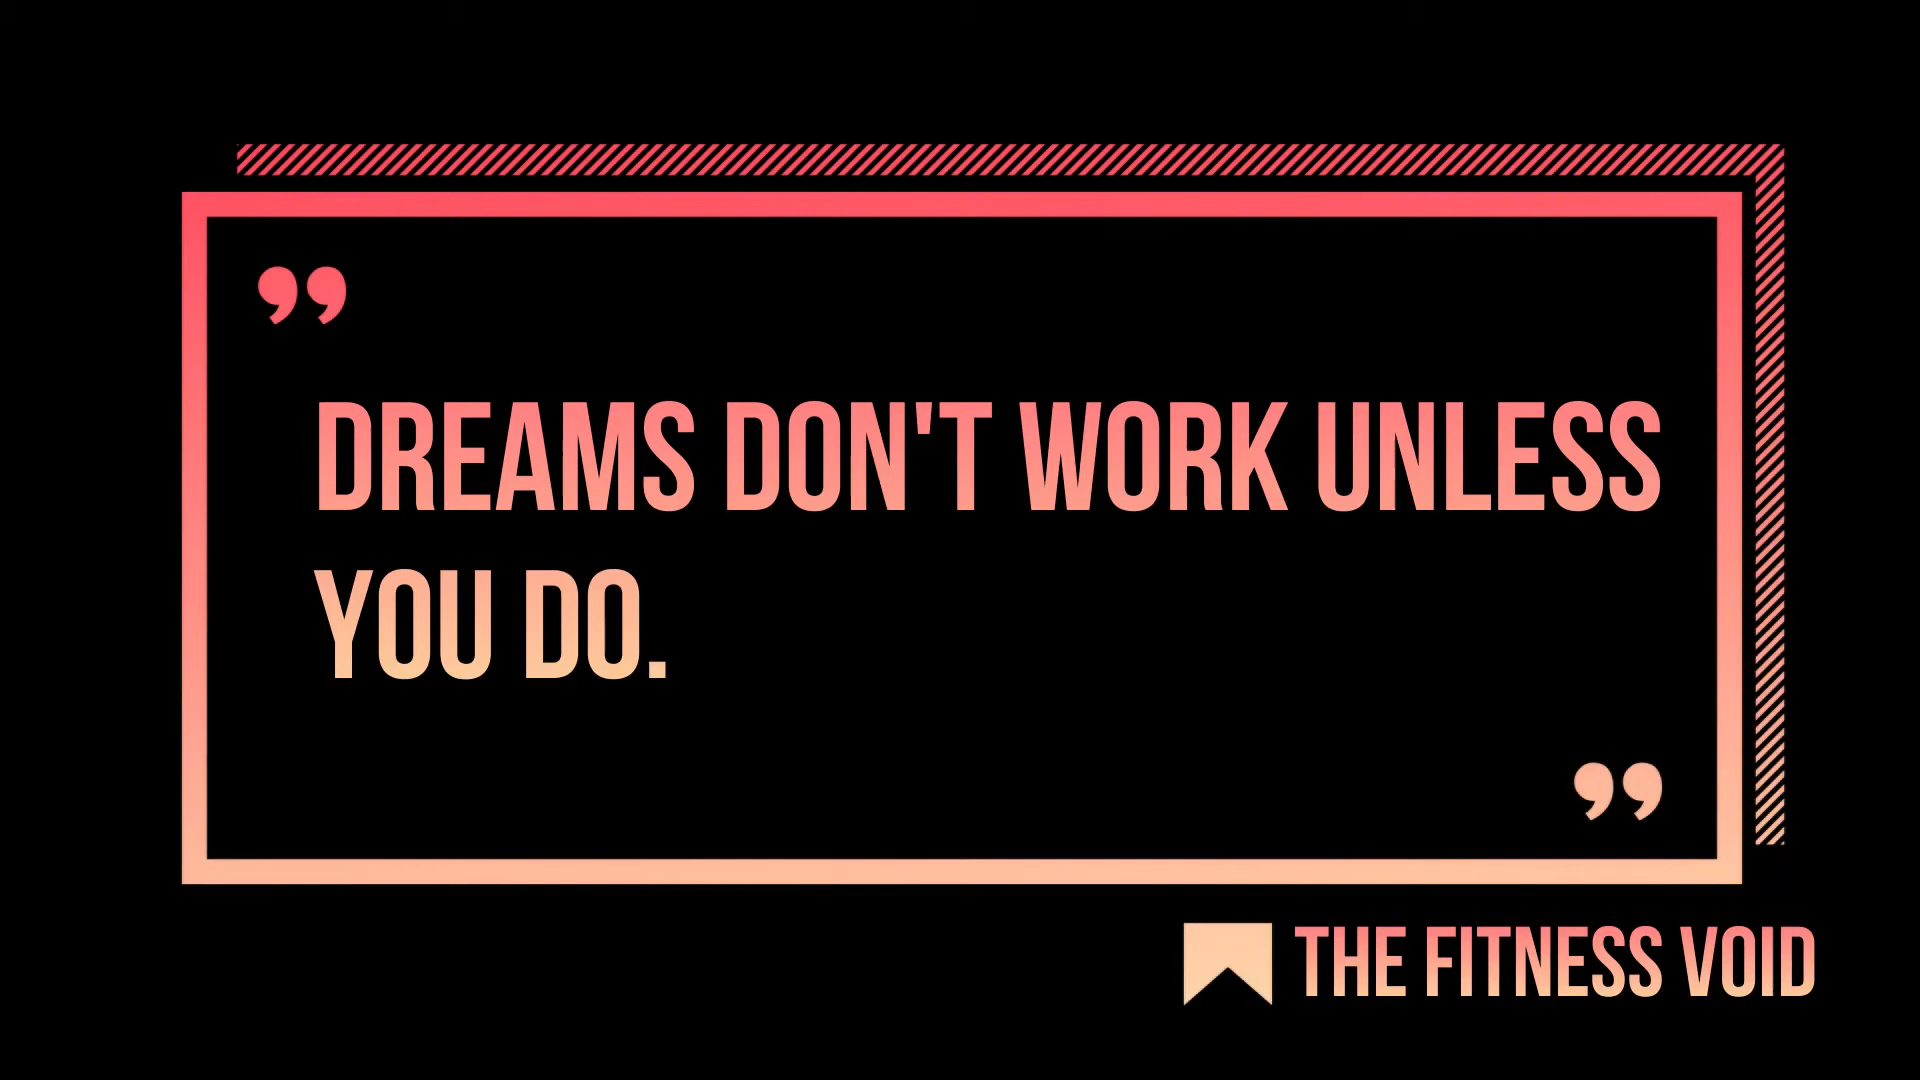 ”
DREAMS DON'T WORK UNLESS
YOU DO.
”
THE FITNESS VOID